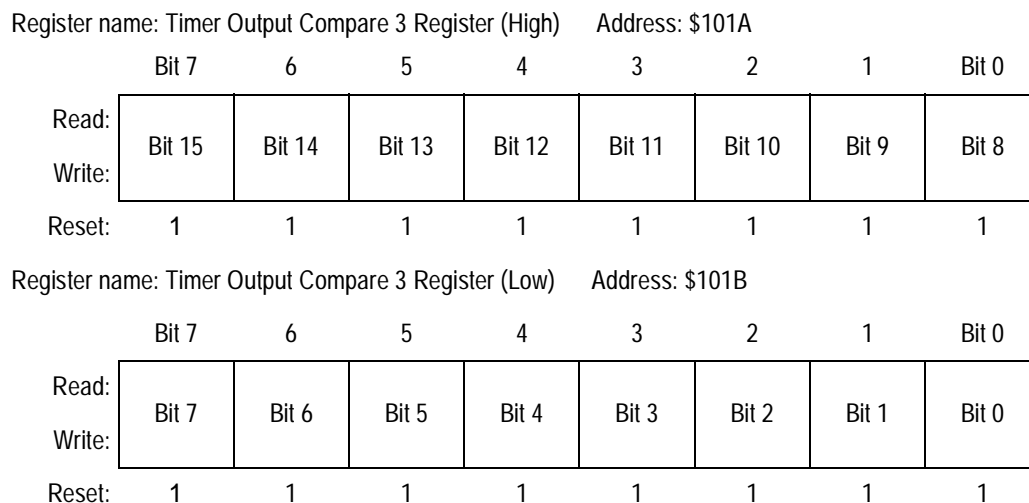 Register name: Timer Output Compare 3 Register (High) Address: $101A
Bit 7 6 5 4 3 2 1 Bit 0
Read:
Bit 15 Bit 14 Bit 13 Bit 12 Bit 11 Bit 10 Bit 9 Bit 8
Write:
Reset: 1 1 1 1 1 1 1 1
Register name: Timer Output Compare 3 Register (Low) Address: $101B
Bit 7 6 5 4 3 2 1 Bit 0
Read:
Bit 7 Bit 6 Bit 5 Bit 4 Bit 3 Bit 2 Bit 1 Bit 0
Write:
Reset: 1 1 1 1 1 1 1 1